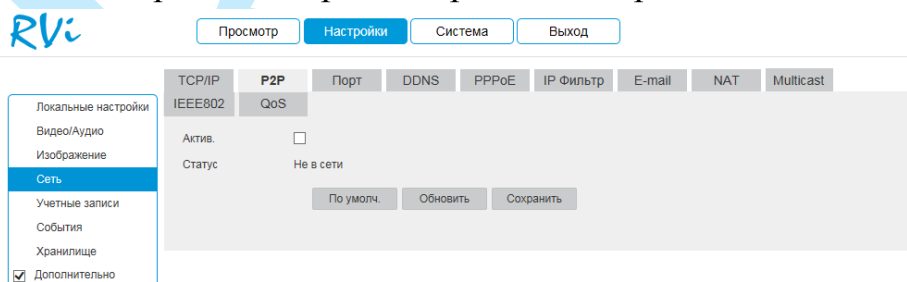 RVi
Просмотр Настройки Система Выход
TCP/IP P2P Порт DDNS PPPoE IP Фильтр E-mail NAT Multicast
IEEE802 QoS
Локальные настройки
Видео/Аудио
Изображение
Сеть
Учетные записи
События
Хранилище
Дополнительно
Актив.
Статус Не в сети
По умолч. Обновить Сохранить